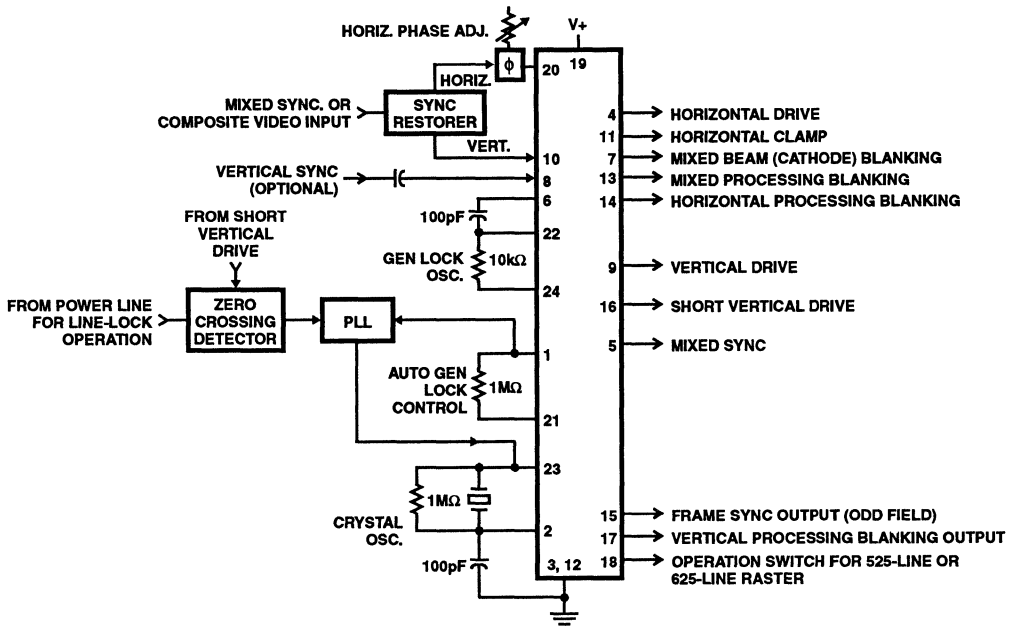 HORIZ. PHASE ADJ.
V+
ϕ
20
19
HORIZ.
MIXED SYNC. OR
COMPOSITE VIDEO INPUT
SYNC
RESTORER
VERT.
10
VERTICAL SYNC
(OPTIONAL)
8
6
100pF
22
FROM SHORT
VERTICAL
DRIVE
GEN LOCK
OSC.
10kΩ
24
FROM POWER LINE
FOR LINE-LOCK
OPERATION
ZERO
CROSSING
DETECTOR
PLL
1
AUTO GEN
LOCK
CONTROL
1MΩ
21
23
1MΩ
CRYSTAL
OSC.
2
100pF
3, 12
4 HORIZONTAL DRIVE
11 HORIZONTAL CLAMP
7 MIXED BEAM (CATHODE) BLANKING
13 MIXED PROCESSING BLANKING
14 HORIZONTAL PROCESSING BLANKING
9 VERTICAL DRIVE
16 SHORT VERTICAL DRIVE
5 MIXED SYNC
15 FRAME SYNC OUTPUT (ODD FIELD)
17 VERTICAL PROCESSING BLANKING OUTPUT
18 OPERATION SWITCH FOR 525-LINE OR
625-LINE RASTER